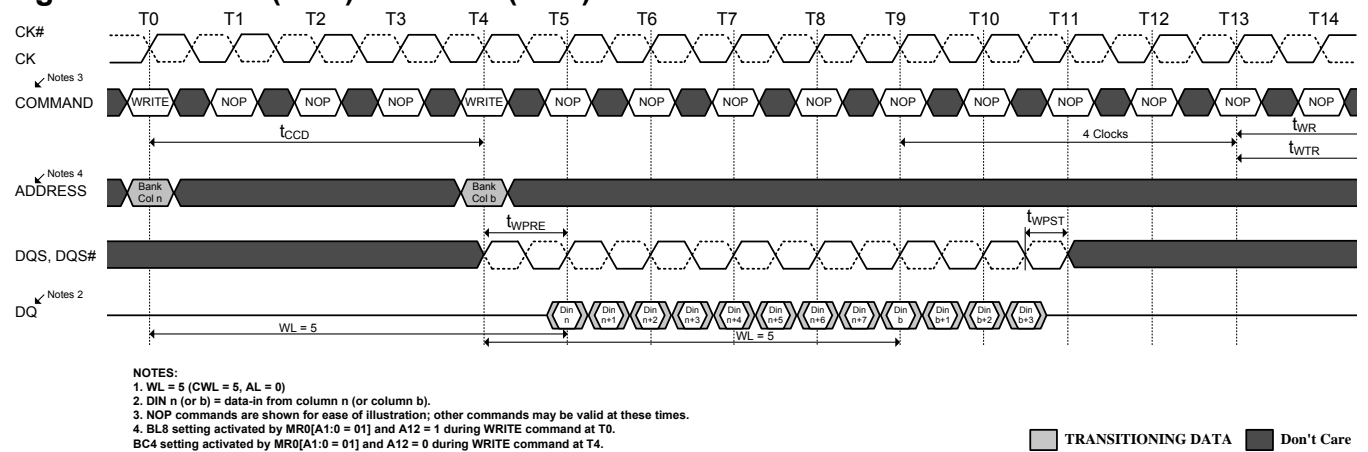 T0 T1 T2 T3 T4 T5 T6 T7 T8 T9 T10 T11 T12 T13 T14
CK#
CK
Notes 3
COMMAND WRITE NOP NOP NOP WRITE NOP NOP NOP NOP NOP NOP NOP NOP NOP NOP
tCCD 4 Clocks tWR
tWTR
Notes 4
ADDRESS
Bank Bank
Col n Col b
tWPRE tWPST
DQS, DQS#
Notes 2
DQ
Din Din Din Din Din Din Din Din Din Din Din Din
n n+1 n+2 n+3 n+4 n+5 n+6 n+7 b b+1 b+2 b+3
WL = 5 WL = 5
NOTES:
1. WL = 5 (CWL = 5, AL = 0)
2. DIN n (or b) = data-in from column n (or column b).
3. NOP commands are shown for ease of illustration; other commands may be valid at these times.
4. BL8 setting activated by MR0[A1:0 = 01] and A12 = 1 during WRITE command at T0.
BC4 setting activated by MR0[A1:0 = 01] and A12 = 0 during WRITE command at T4.
TRANSITIONING DATA Don't Care